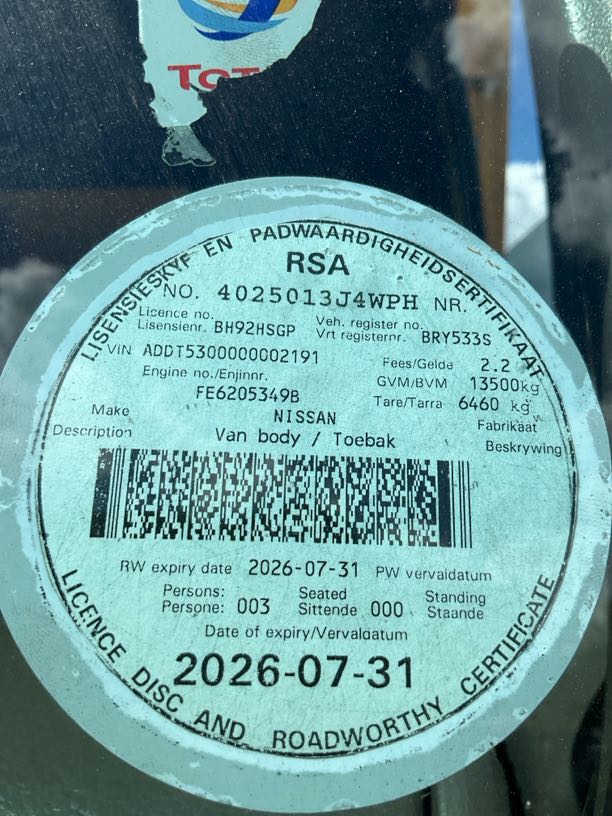 TOT
LISENSIESKYF EN PADWAARDIGHEIDSERTIFIKAAT
RSA
NO. 4025013J4WPH NR.
Licence no. Lisensienr. BH92HSGP Veh. register no. Vrt registernr. BRY533S
VIN ADDT5300000002191 Fees/Gelde 2.2
GVM/BVM 13500kg
Engine no/Enjinnr. FE6205349B Tare/Tarra 6460 kg
Make NISSAN Fabrikaat
Description Van body / Toebak Beskrywing
RW expiry date 2026-07-31 PW vervaldatum
Persons: Seated Standing
Persone: 003 Sittende 000 Staande
Date of expiry/Vervaldatum
2026-07-31
LICENCE DISC AND ROADWORTHY CERTIFICATE